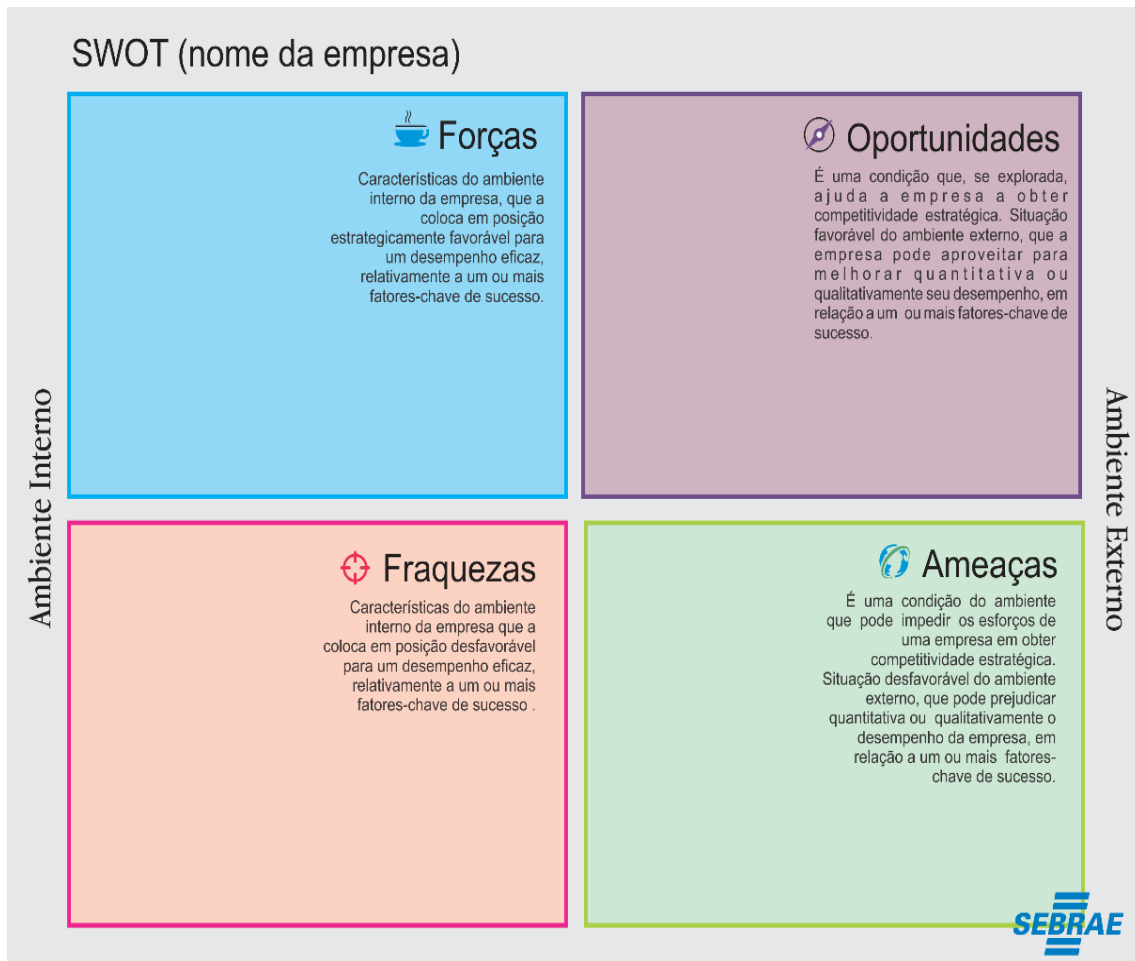 SWOT (nome da empresa)
Forças
Características do ambiente
interno da empresa, que a
coloca em posição
estrategicamente favorável para
um desempenho eficaz,
relativamente a um ou mais
fatores-chave de sucesso.
Oportunidades
É uma condição que, se explorada,
ajuda a empresa a obter
competitividade estratégica. Situação
favorável do ambiente externo, que a
empresa pode aproveitar para
melhorar quantitativa ou
qualitativamente seu desempenho, em
relação a um ou mais fatores-chave de
sucesso.
Ambiente Interno
Ambiente Externo
Fraquezas
Características do ambiente
interno da empresa que a
coloca em posição desfavorável
para um desempenho eficaz,
relativamente a um ou mais
fatores-chave de sucesso .
Ameaças
É uma condição do ambiente
que pode impedir os esforços de
uma empresa em obter
competitividade estratégica.
Situação desfavorável do ambiente
externo, que pode prejudicar
quantitativa ou qualitativamente o
desempenho da empresa, em
relação a um ou mais fatores-
chave de sucesso.
SEBRAE